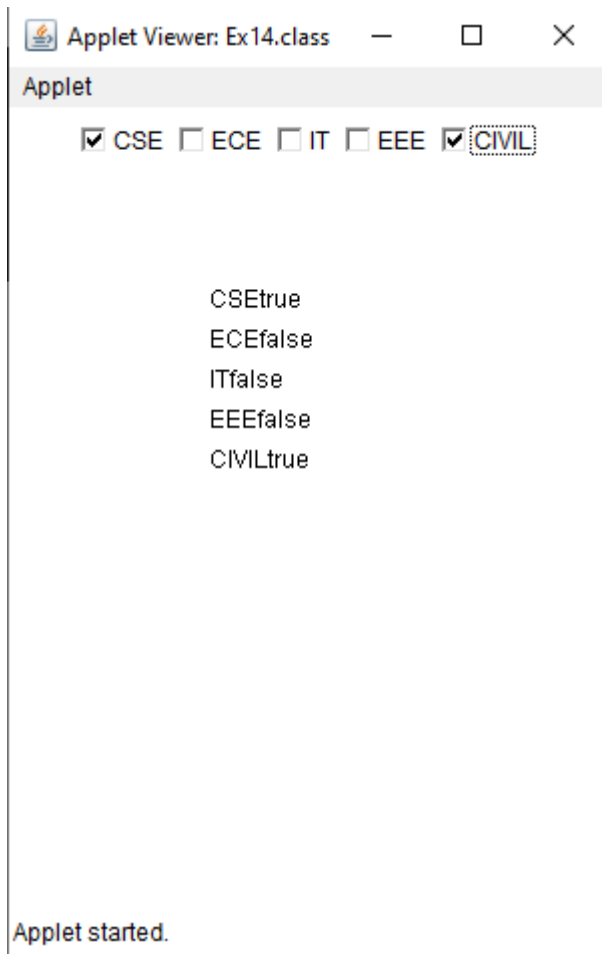 Applet Viewer: Ex14.class
Applet
CSE ECE IT EEE CIVIL
CSEtrue
ECEfalse
ITfalse
EEEfalse
CIVILtrue
Applet started.